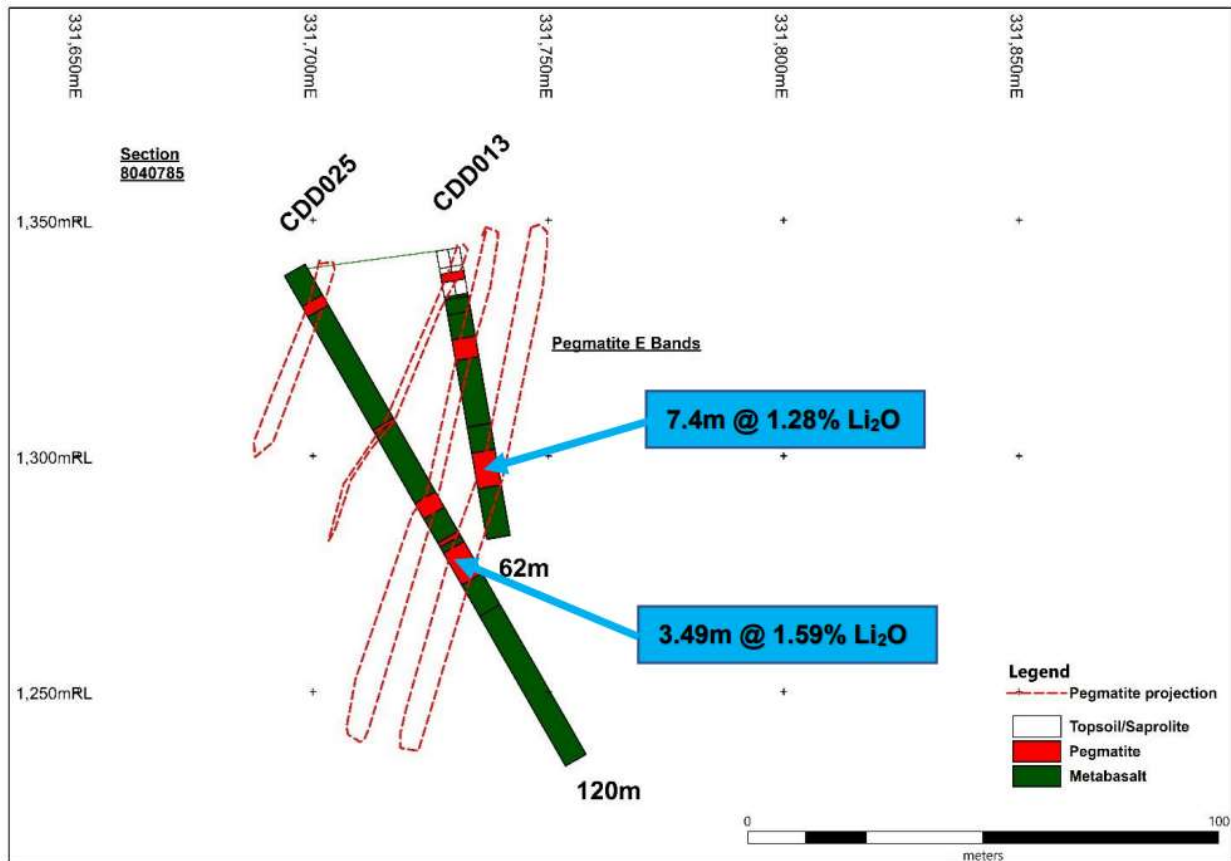 331,650mE
331,700mE
331,750mE
331,800mE
331,850mE
Section
8040785
CDD025
CDD013
1,350mRL
Pegmatite E Bands
7.4m @ 1.28% Li₂O
1,300mRL
62m
3.49m @ 1.59% Li₂O
1,250mRL
120m
Legend
Pegmatite projection
Topsoil/Saprolite
Pegmatite
Metabasalt
0
100
meters